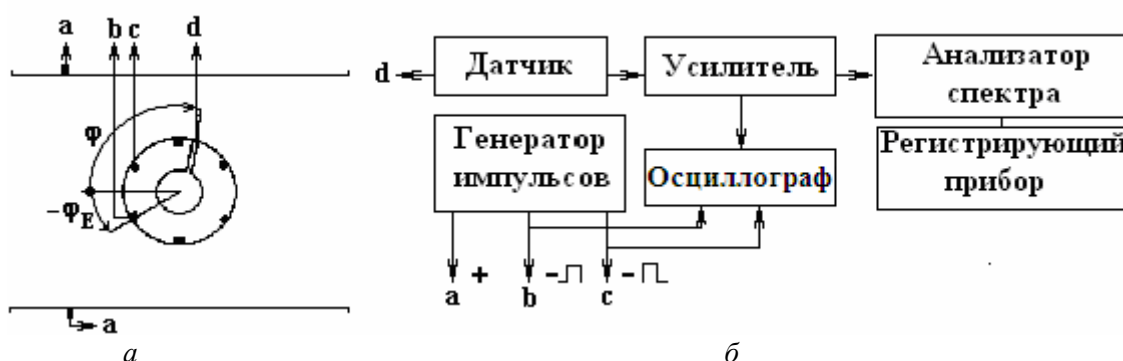 a b c d
φ
-φE
a
а
d
Датчик
Усилитель
Анализатор
спектра
Генератор
импульсов
Осциллограф
Регистрирующий
прибор
a + b - c -
б